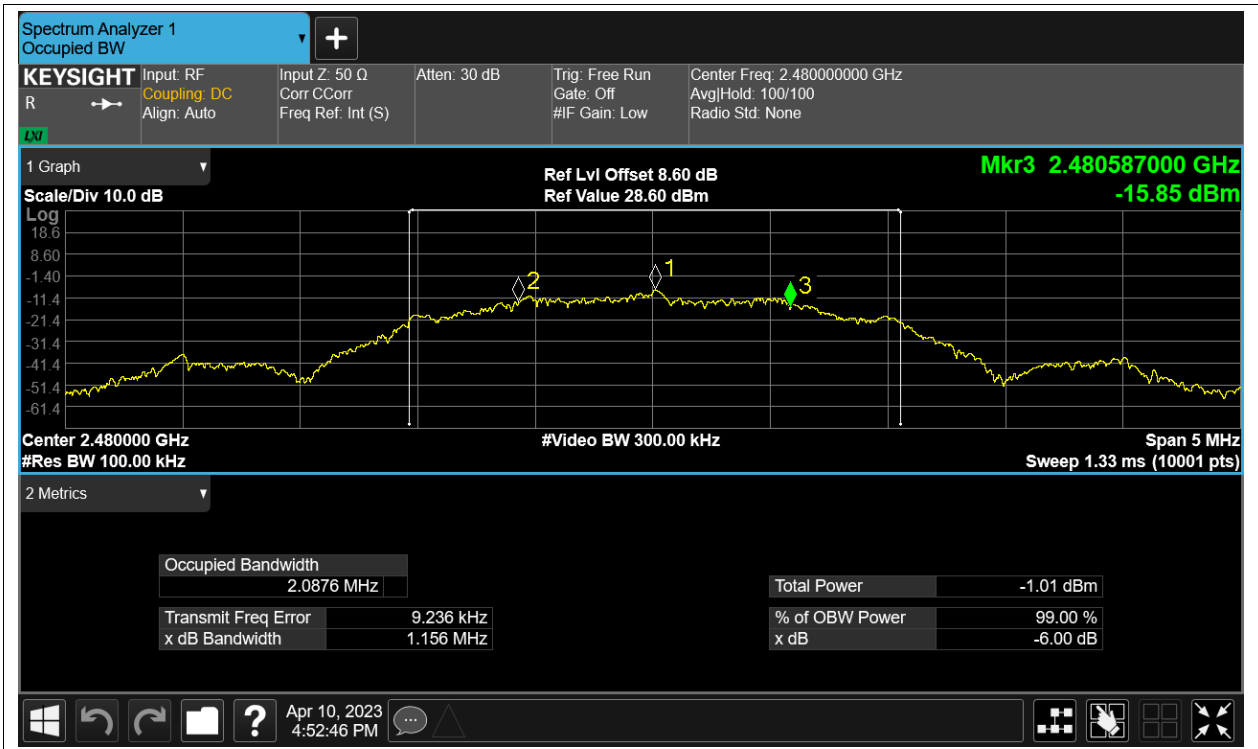 Spectrum Analyzer 1
Occupied BW
KEYSIGHT
R
LXI
Input: RF
Coupling: DC
Align: Auto
Input Z: 50 Ω
Corr CCorr
Freq Ref: Int (S)
Atten: 30 dB
Trig: Free Run
Gate: Off
#IF Gain: Low
Center Freq: 2.480000000 GHz
Avg|Hold: 100/100
Radio Std: None
1 Graph
Scale/Div 10.0 dB
Ref Lvl Offset 8.60 dB
Ref Value 28.60 dBm
Mkr3 2.480587000 GHz
-15.85 dBm
Log
18.6
8.60
-1.40
-11.4
-21.4
-31.4
-41.4
-51.4
-61.4
2
1
3
Center 2.480000 GHz
#Res BW 100.00 kHz
#Video BW 300.00 kHz
Span 5 MHz
Sweep 1.33 ms (10001 pts)
2 Metrics
Occupied Bandwidth
2.0876 MHz
Transmit Freq Error 9.236 kHz
x dB Bandwidth 1.156 MHz
Total Power -1.01 dBm
% of OBW Power 99.00 %
x dB -6.00 dB
?
Apr 10, 2023
4:52:46 PM